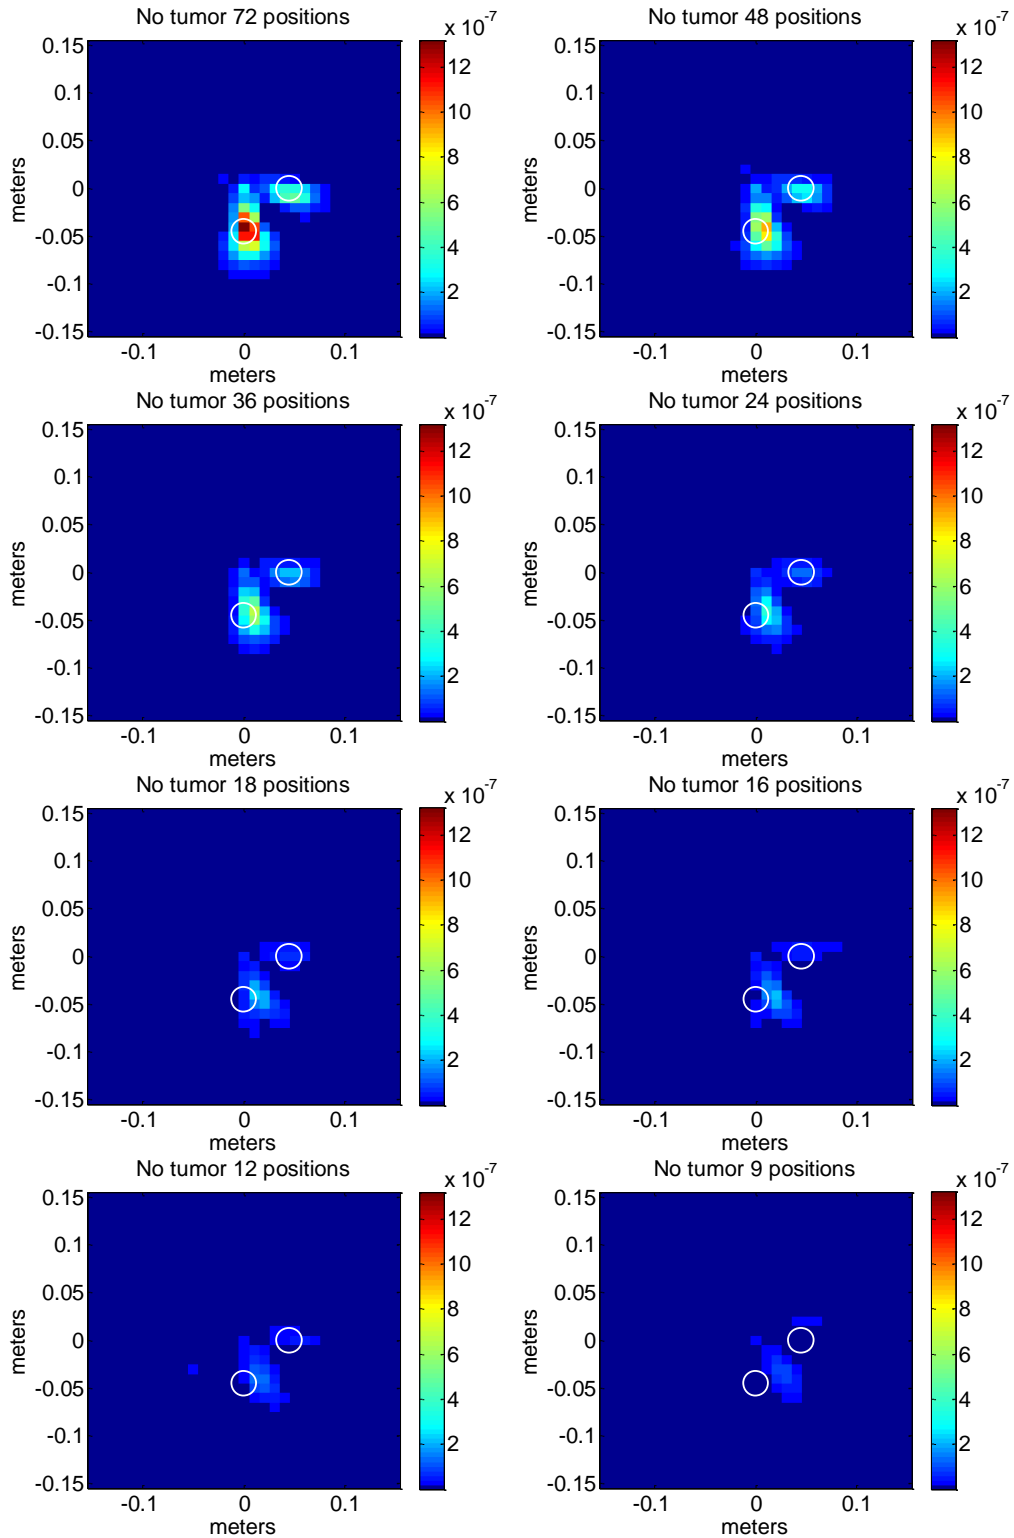 No tumor 72 positions
x 10^-7
0.15
0.1
0.05
0
-0.05
-0.1
-0.15
meters
-0.1 0 0.1
meters
12
10
8
6
4
2
No tumor 48 positions
x 10^-7
0.15
0.1
0.05
0
-0.05
-0.1
-0.15
meters
-0.1 0 0.1
meters
12
10
8
6
4
2
No tumor 36 positions
x 10^-7
0.15
0.1
0.05
0
-0.05
-0.1
-0.15
meters
-0.1 0 0.1
meters
12
10
8
6
4
2
No tumor 24 positions
x 10^-7
0.15
0.1
0.05
0
-0.05
-0.1
-0.15
meters
-0.1 0 0.1
meters
12
10
8
6
4
2
No tumor 18 positions
x 10^-7
0.15
0.1
0.05
0
-0.05
-0.1
-0.15
meters
-0.1 0 0.1
meters
12
10
8
6
4
2
No tumor 16 positions
x 10^-7
0.15
0.1
0.05
0
-0.05
-0.1
-0.15
meters
-0.1 0 0.1
meters
12
10
8
6
4
2
No tumor 12 positions
x 10^-7
0.15
0.1
0.05
0
-0.05
-0.1
-0.15
meters
-0.1 0 0.1
meters
12
10
8
6
4
2
No tumor 9 positions
x 10^-7
0.15
0.1
0.05
0
-0.05
-0.1
-0.15
meters
-0.1 0 0.1
meters
12
10
8
6
4
2